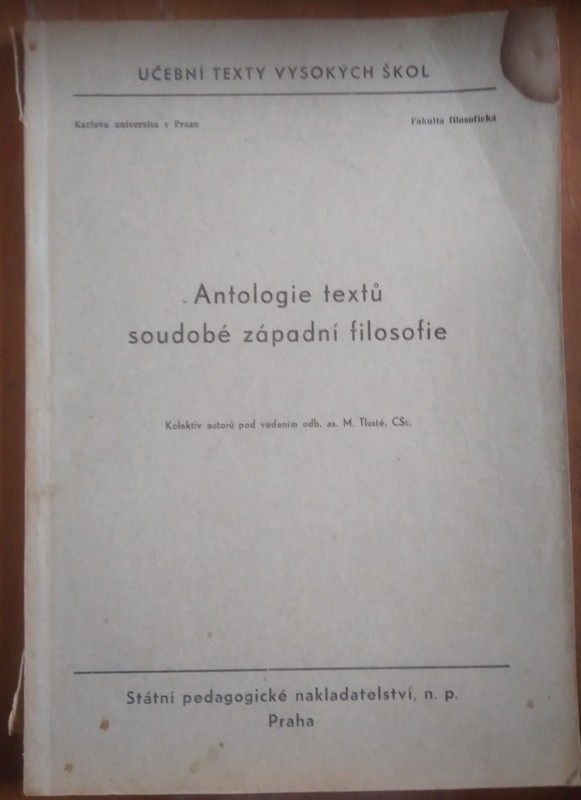 UČEBNÍ TEXTY VYSOKÝCH ŠKOL
Karlova universita v Praze
Fakulta filosofická
Antologie textů
soudobé západní filosofie
Kolektiv autorů pod vedením odb. as. M. Tlusté, CSc.
Státní pedagogické nakladatelství, n. p.
Praha